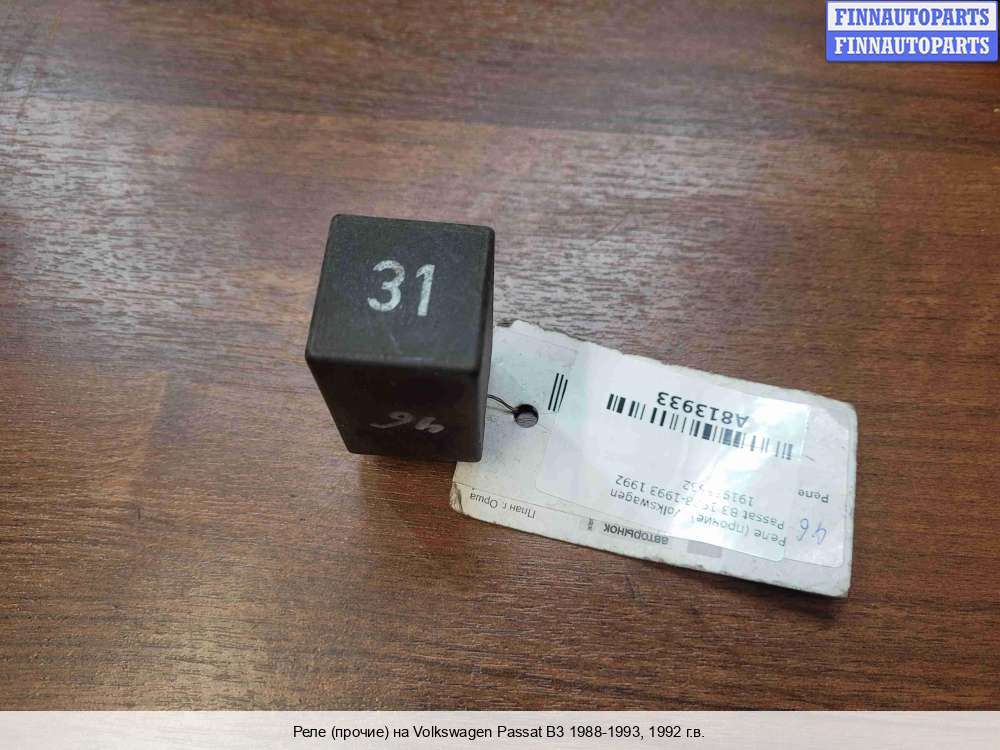 FINNAUTOPARTS
FINNAUTOPARTS
31
46
A813933
Реле
1992
Passat B3 1993
Реле (прочие) Volkswagen
46
авторынок
План г. Орша
Реле (прочие) на Volkswagen Passat B3 1988-1993, 1992 г.в.